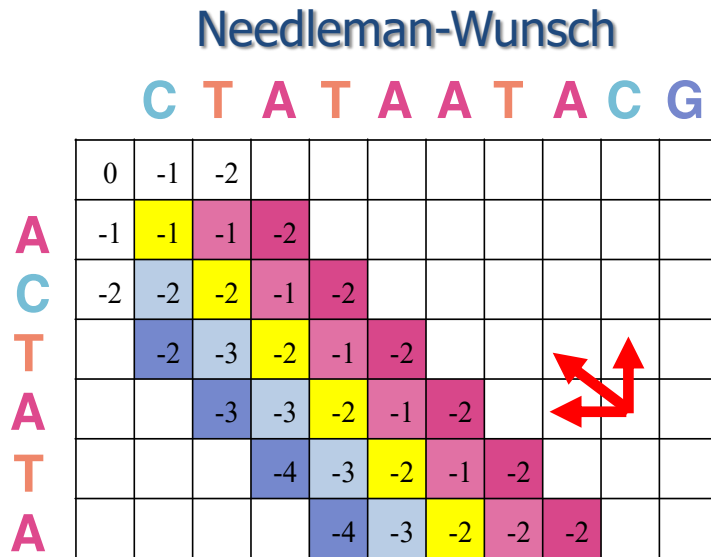 Needleman-Wunsch
C T A T A A T A C G
0 -1 -2
A -1 -1 -1 -2
C -2 -2 -2 -1 -2
T -2 -3 -2 -1 -2
A -3 -3 -2 -1 -2
T -4 -3 -2 -1 -2
A -4 -3 -2 -2 -2